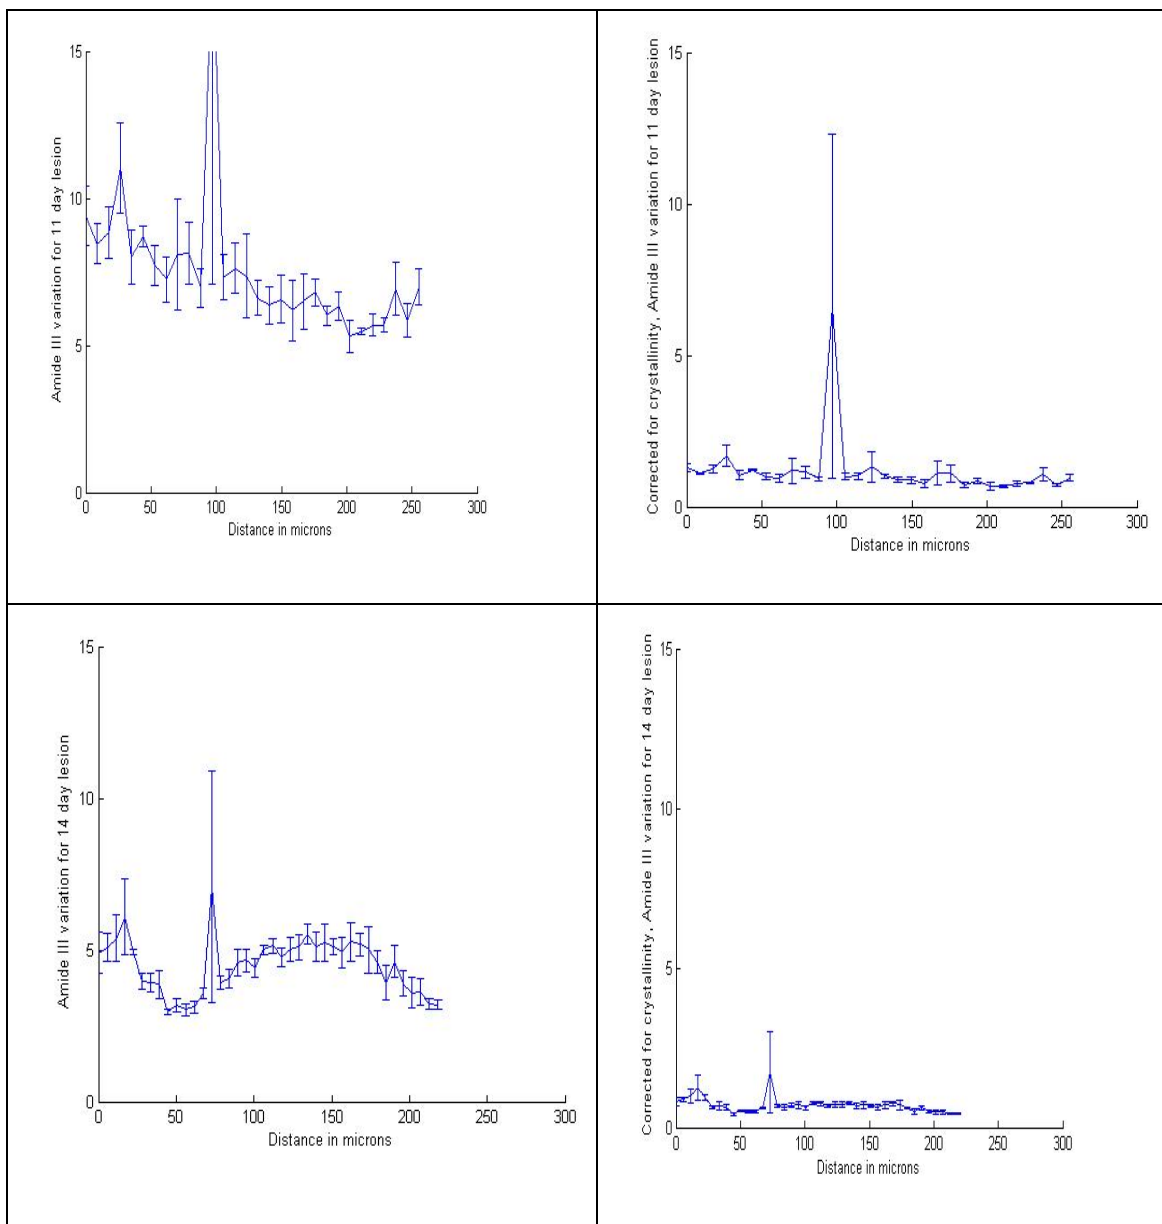 Amide III variation for 11 day lesion
15
10
5
0
0 50 100 150 200 250 300
Distance in microns
Corrected for crystallinity, Amide III variation for 11 day lesion
15
10
5
0
0 50 100 150 200 250 300
Distance in microns
Amide III variation for 14 day lesion
15
10
5
0
0 50 100 150 200 250 300
Distance in microns
Corrected for crystallinity, Amide III variation for 14 day lesion
15
10
5
0
0 50 100 150 200 250 300
Distance in microns